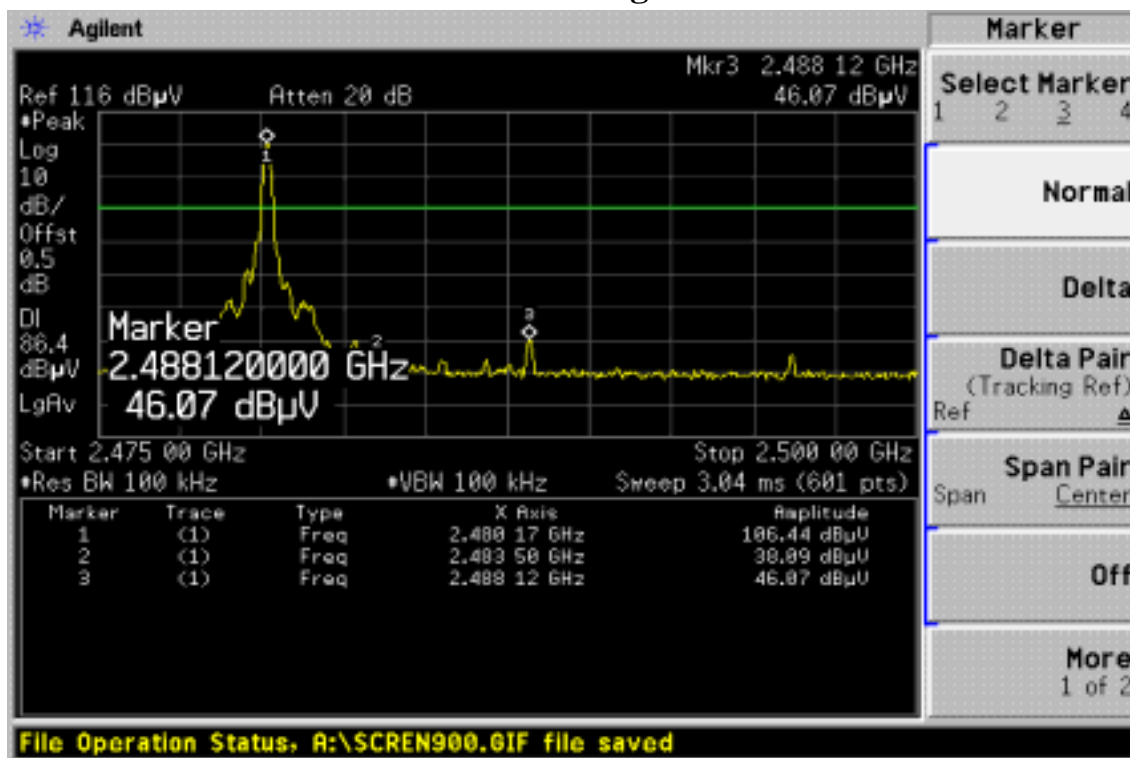 Agilent
Marker
Mkr3 2.488 12 GHz
Ref 116 dBµV Atten 20 dB 46.07 dBµV
Select Marker
1 2 3 4
•Peak
Log
10
dB/
Offst
0.5
dB
DI
86.4
dBµV
LgAv
1
2
3
Marker
2.488120000 GHz
46.07 dBµV
Start 2.475 00 GHz Stop 2.500 00 GHz
•Res BW 100 kHz •VBW 100 kHz Sweep 3.04 ms (601 pts)
Marker Trace Type X Axis Amplitude
1 (1) Freq 2.480 17 GHz 106.44 dBµV
2 (1) Freq 2.483 50 GHz 38.09 dBµV
3 (1) Freq 2.488 12 GHz 46.07 dBµV
Normal
Delta
Delta Pair
(Tracking Ref)
Ref Δ
Span Pair
Span Center
Off
More
1 of 2
File Operation Status, A:\SCREN900.GIF file saved